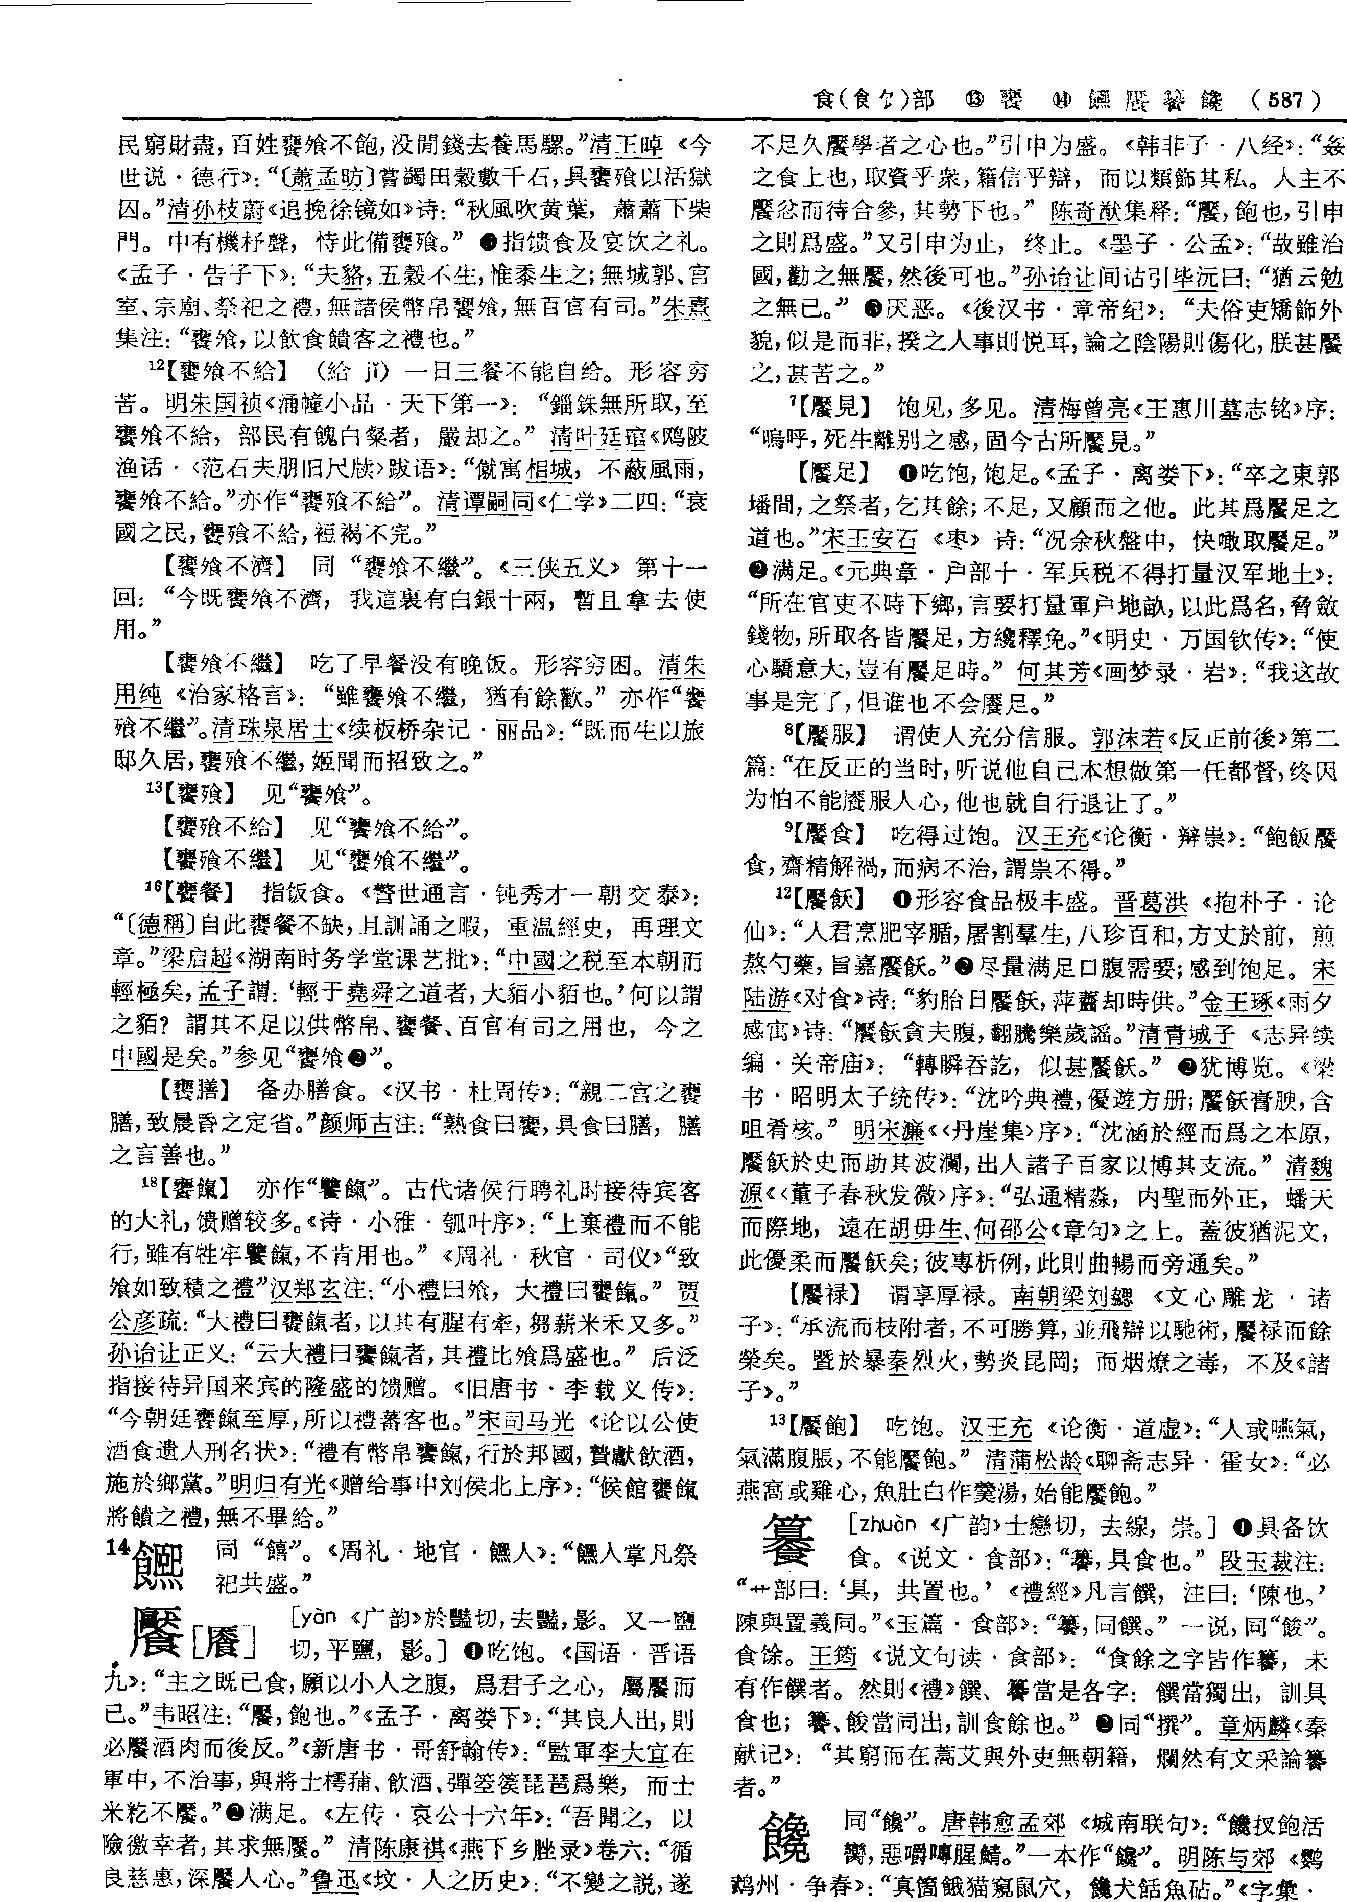 食(食饣)部 ⑬饔 ⑭䭒饜籑饞 (587)
民窮財盡，百姓饔飧不飽，没閒錢去養馬騾。”清王晫《今
世说·德行》：“〔蕭孟昉〕嘗蠲田穀數千石，具饔飱以活獄
囚。”清孙枝蔚《追挽徐镜如》诗：“秋風吹黄葉，蕭蕭下柴
門。中有機杼聲，恃此備饔飱。”❸指馈食及宴饮之礼。
《孟子·告子下》：“夫貉，五穀不生，惟黍生之；無城郭、宫
室、宗廟、祭祀之禮，無諸侯幣帛饔飧，無百官有司。”朱熹
集注：“饔飧，以飲食饋客之禮也。”
12【饔飧不給】（給 jǐ）一日三餐不能自给。形容穷
苦。明朱国祯《涌幢小品·天下第一》：“錙銖無所取，至
饔飧不給，部民有餽白粲者，嚴却之。”清叶廷琯《鸥陂
渔话·〈范石夫朋旧尺牍〉跋语》：“僦寓相城，不蔽風雨，
饔飧不給。”亦作“饔飱不給”。清谭嗣同《仁学》二四：“衰
國之民，饔飱不給，裋褐不完。”
【饔飧不濟】 同“饔飧不繼”。《三侠五义》第十一
回：“今既饔飧不濟，我這裏有白銀十兩，暫且拿去使
用。”
【饔飧不繼】 吃了早餐没有晚饭。形容穷困。清朱
用纯《治家格言》：“雖饔飧不繼，猶有餘歡。”亦作“饔
飱不繼”。清珠泉居士《续板桥杂记·丽品》：“既而生以旅
邸久居，饔飱不繼，姬聞而招致之。”
13【饔飱】 见“饔飧”。
【饔飱不給】 见“饔飧不給”。
【饔飱不繼】 见“饔飧不繼”。
16【饔餐】 指饭食。《警世通言·钝秀才一朝交泰》：
“〔德稱〕自此饔餐不缺，且訓誦之暇，重温經史，再理文
章。”梁启超《湖南时务学堂课艺批》：“中國之税至本朝而
輕極矣，孟子謂：‘輕于堯舜之道者，大貊小貊也。’何以謂
之貊？謂其不足以供幣帛、饔餐、百官有司之用也，今之
中國是矣。”参见“饔飧❷”。
【饔膳】 备办膳食。《汉书·杜周传》：“親二宫之饔
膳，致晨昏之定省。”颜师古注：“熟食曰饔，具食曰膳，膳
之言善也。”
18【饔餼】 亦作“饔餼”。古代诸侯行聘礼时接待宾客
的大礼，馈赠较多。《诗·小雅·瓠叶序》：“上棄禮而不能
行，雖有牲牢饔餼，不肯用也。”《周礼·秋官·司仪》“致
飧如致積之禮”汉郑玄注：“小禮曰飧，大禮曰饔餼。”贾
公彦疏：“大禮曰饔餼者，以其有腥有牽，芻薪米禾又多。”
孙诒让正义：“云大禮曰饔餼者，其禮比飧爲盛也。”后泛
指接待异国来宾的隆盛的馈赠。《旧唐书·李载义传》：
“今朝廷饔餼至厚，所以禮蕃客也。”宋司马光《论以公使
酒食遗人刑名状》：“禮有幣帛饔餼，行於邦國，贄獻飲酒，
施於鄉黨。”明归有光《赠给事中刘侯北上序》：“候館饔餼
將饋之禮，無不畢給。”
14䭒 同“饎”。《周礼·地官·䭒人》：“䭒人掌凡祭
祀共盛。”
饜[餍] [yàn《广韵》於豔切，去豔，影。又一鹽
切，平鹽，影。]❶吃饱。《国语·晋语
九》：“主之既已食，願以小人之腹，爲君子之心，屬饜而
已。”韦昭注：“饜，飽也。”《孟子·离娄下》：“其良人出，則
必饜酒肉而後反。”《新唐书·哥舒翰传》：“監軍李大宜在
軍中，不治事，與將士樗蒱、飲酒、彈箜篌琵琶爲樂，而士
米籺不饜。”❷满足。《左传·哀公十六年》：“吾聞之，以
險徼幸者，其求無饜。”清陈康祺《燕下乡脞录》卷六：“循
良慈惠，深饜人心。”鲁迅《坟·人之历史》：“不變之説，遂
不足久饜學者之心也。”引申为盛。《韩非子·八经》：“姦
之食上也，取資乎衆，籍信乎辯，而以類飾其私。人主不
饜忿而待合參，其勢下也。”陈奇猷集释：“饜，飽也，引申
之則爲盛。”又引申为止，终止。《墨子·公孟》：“故雖治
國，勸之無饜，然後可也。”孙诒让间诂引毕沅曰：“猶云勉
之無已。”❸厌恶。《後汉书·章帝纪》：“夫俗吏矯飾外
貌，似是而非，揆之人事則悦耳，論之陰陽則傷化，朕甚饜
之，甚苦之。”
7【饜見】 饱见，多见。清梅曾亮《王惠川墓志铭》序：
“嗚呼，死生離别之感，固今古所饜見。”
【饜足】 ❶吃饱，饱足。《孟子·离娄下》：“卒之東郭
墦間，之祭者，乞其餘；不足，又顧而之他。此其爲饜足之
道也。”宋王安石《枣》诗：“况余秋盤中，快噉取饜足。”
❷满足。《元典章·户部十·军兵税不得打量汉军地土》：
“所在官吏不時下鄉，言要打量軍户地畝，以此爲名，脅斂
錢物，所取各皆饜足，方纔釋免。”《明史·万国钦传》：“使
心驕意大，豈有饜足時。”何其芳《画梦录·岩》：“我这故
事是完了，但谁也不会餍足。”
8【饜服】 谓使人充分信服。郭沫若《反正前後》第二
篇：“在反正的当时，听说他自己本想做第一任都督，终因
为怕不能餍服人心，他也就自行退让了。”
9【饜食】 吃得过饱。汉王充《论衡·辩祟》：“飽飯饜
食，齋精解禍，而病不治，謂祟不得。”
12【饜飫】 ❶形容食品极丰盛。晋葛洪《抱朴子·论
仙》：“人君烹肥宰腯，屠割羣生，八珍百和，方丈於前，煎
熬勺藥，旨嘉饜飫。”❷尽量满足口腹需要；感到饱足。宋
陆游《对食》诗：“豹胎日饜飫，萍虀却時供。”金王琢《雨夕
感寓》诗：“饜飫貪夫腹，翻騰樂歲謡。”清青城子《志异续
编·关帝庙》：“轉瞬吞訖，似甚饜飫。”❷犹博览。《梁
书·昭明太子统传》：“沈吟典禮，優遊方册；饜飫膏腴，含
咀肴核。”明宋濂《〈丹崖集〉序》：“沈涵於經而爲之本原，
饜飫於史而助其波瀾，出入諸子百家以博其支流。”清魏
源《〈董子春秋发微〉序》：“弘通精淼，内聖而外正，蟠天
而際地，遠在胡毋生、何邵公《章句》之上。蓋彼猶泥文，
此優柔而饜飫矣；彼專析例，此則曲暢而旁通矣。”
【饜禄】 谓享厚禄。南朝梁刘勰《文心雕龙·诸
子》：“承流而枝附者，不可勝算，並飛辯以馳術，饜禄而餘
榮矣。暨於暴秦烈火，勢炎昆岡；而烟燎之毒，不及《諸
子》。”
13【饜飽】 吃饱。汉王充《论衡·道虚》：“人或嚥氣，
氣滿腹脹，不能饜飽。”清蒲松龄《聊斋志异·霍女》：“必
燕窩或雞心，魚肚白作羹湯，始能饜飽。”
籑 [zhuàn《广韵》士戀切，去線，崇。]❶具备饮
食。《说文·食部》：“籑，具食也。”段玉裁注：
“艸部曰：‘具，共置也。’《禮經》凡言饌，注曰：‘陳也。’
陳與置義同。”《玉篇·食部》：“籑，同饌。”一说，同“餕”。
食馀。王筠《说文句读·食部》：“食餘之字皆作籑，未
有作饌者。然則《禮》饌、籑當是各字：饌當獨出，訓具
食也；籑、餕當同出，訓食餘也。”❷同“撰”。章炳麟《秦
献记》：“其窮而在蒿艾與外吏無朝籍，爛然有文采論籑
者。”
饞 同“饞”。唐韩愈孟郊《城南联句》：“饞扠飽活
臠，惡嚼嚩腥鯖。”一本作“饞”。明陈与郊《鹦
鹉州·争春》：“真箇餓猫窺鼠穴，饞犬餂魚砧。”《字彙·